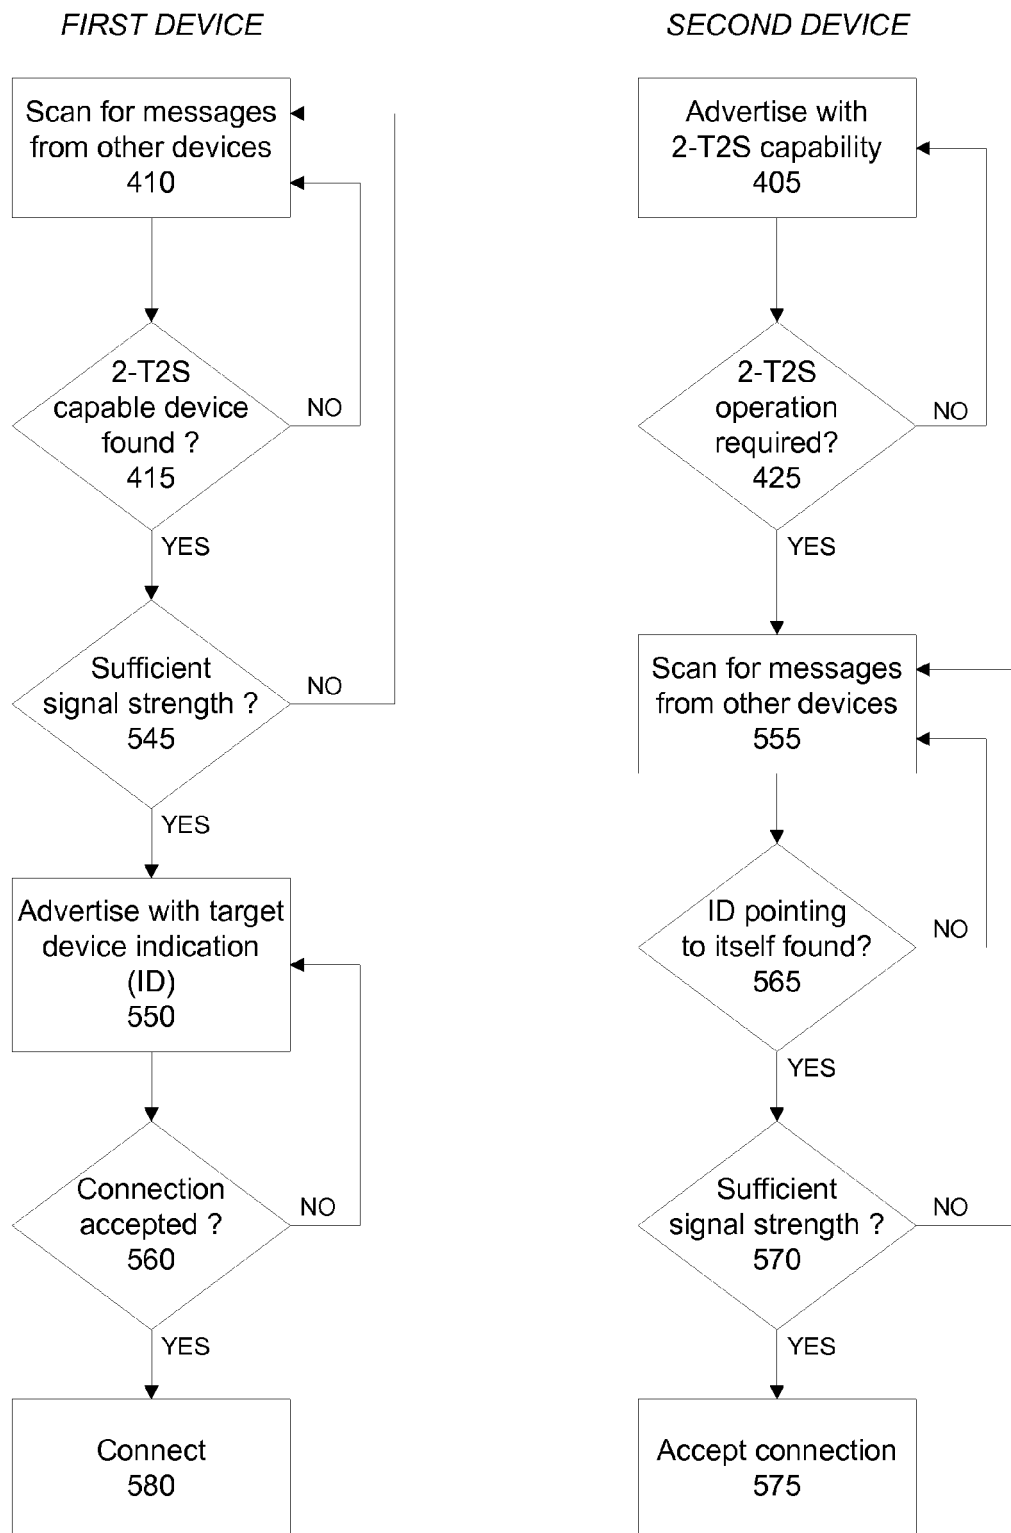 FIRST DEVICE
Scan for messages
from other devices
410
2-T2S
capable device
found ?
415
NO
YES
Sufficient
signal strength ?
545
NO
YES
Advertise with target
device indication
(ID)
550
Connection
accepted ?
560
NO
YES
Connect
580
SECOND DEVICE
Advertise with
2-T2S capability
405
2-T2S
operation
required?
425
NO
YES
Scan for messages
from other devices
555
ID pointing
to itself found?
565
NO
YES
Sufficient
signal strength ?
570
NO
YES
Accept connection
575